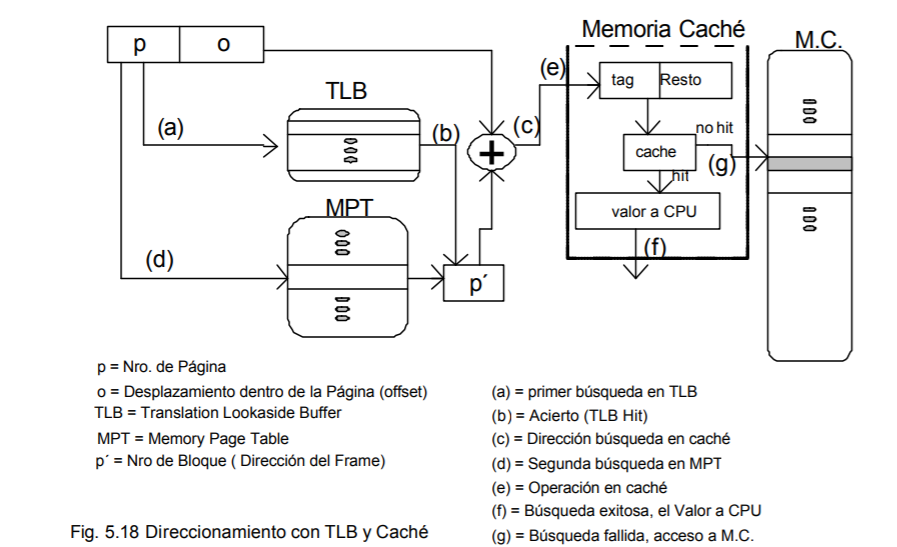 Memoria Caché
M.C.
p
o
(e)
tag
Resto
TLB
(a)
(b)
(c)
+
no hit
cache
(g)
hit
MPT
valor a CPU
(f)
(d)
p´
p = Nro. de Página
o = Desplazamiento dentro de la Página (offset)
TLB = Translation Lookaside Buffer
MPT = Memory Page Table
p´ = Nro de Bloque ( Dirección del Frame)
(a) = primer búsqueda en TLB
(b) = Acierto (TLB Hit)
(c) = Dirección búsqueda en caché
(d) = Segunda búsqueda en MPT
(e) = Operación en caché
(f) = Búsqueda exitosa, el Valor a CPU
(g) = Búsqueda fallida, acceso a M.C.
Fig. 5.18 Direccionamiento con TLB y Caché